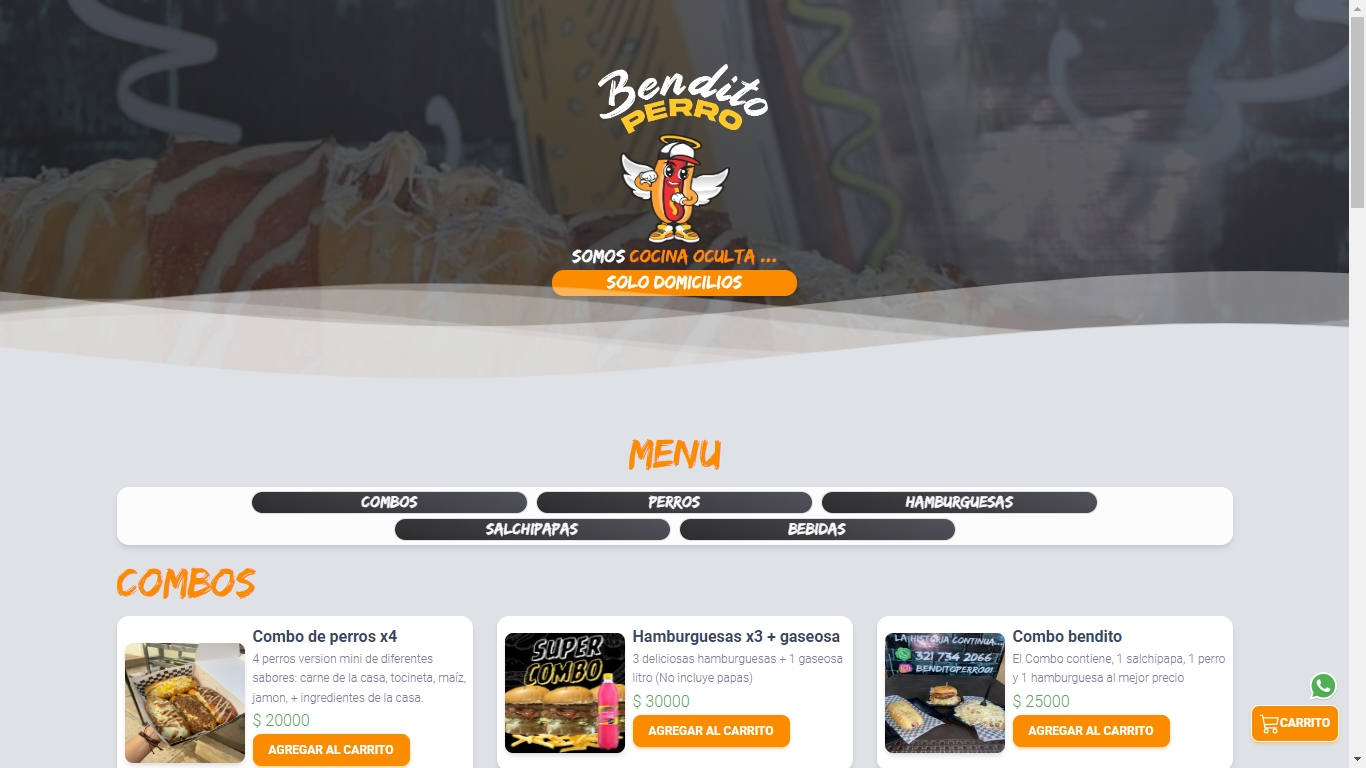 Bendito
PERRO
SOMOS COCINA OCULTA ...
SOLO DOMICILIOS
MENU
COMBOS
PERROS
HAMBURGUESAS
SALCHIPAPAS
BEBIDAS
COMBOS
Combo de perros x4
4 perros version mini de diferentes
sabores: carne de la casa, tocineta, maíz,
jamon, + ingredientes de la casa.
$ 20000
AGREGAR AL CARRITO
SUPER
COMBO
Hamburguesas x3 + gaseosa
3 deliciosas hamburguesas + 1 gaseosa
litro (No incluye papas)
$ 30000
AGREGAR AL CARRITO
LA HISTORIA CONTINUA...
321 734 2066
BENDITOPERRO01
Combo bendito
El Combo contiene, 1 salchipapa, 1 perro
y 1 hamburguesa al mejor precio
$ 25000
AGREGAR AL CARRITO
CARRITO